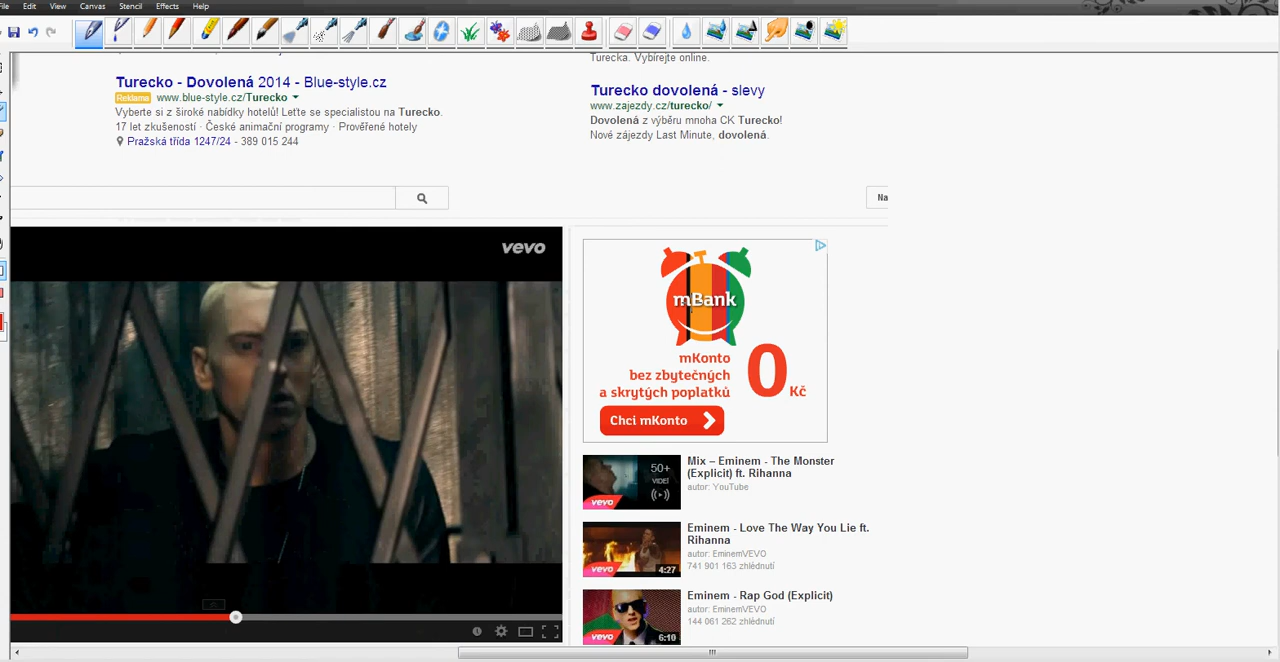 File Edit View Canvas Stencil Effects Help
Turecko - Dovolená 2014 - Blue-style.cz
Reklama www.blue-style.cz/Turecko
Vyberte si z široké nabídky hotelů! Leťte se specialistou na Turecko.
17 let zkušeností · České animační programy · Prověřené hotely
Pražská třída 1247/24 - 389 015 244
Turecka. Vybírejte online.
Turecko dovolená - slevy
www.zajezdy.cz/turecko/
Dovolená z výběru mnoha CK Turecko!
Nové zájezdy Last Minute, dovolená.
Na
vevo
mBank
mKonto
bez zbytečných
a skrytých poplatků
0 Kč
Chci mKonto
50+
VIDEÍ
vevo
Mix – Eminem - The Monster
(Explicit) ft. Rihanna
autor: YouTube
vevo
4:27
Eminem - Love The Way You Lie ft.
Rihanna
autor: EminemVEVO
741 901 163 zhlédnutí
vevo
6:10
Eminem - Rap God (Explicit)
autor: EminemVEVO
144 061 262 zhlédnutí